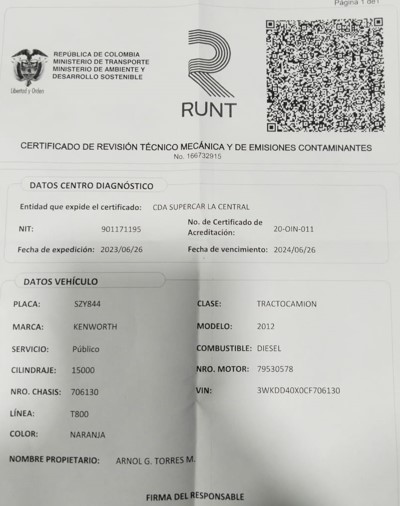 Página 1 de1
REPÚBLICA DE COLOMBIA
MINISTERIO DE TRANSPORTE
MINISTERIO DE AMBIENTE Y
DESARROLLO SOSTENIBLE
Libertad y Orden
RUNT
CERTIFICADO DE REVISIÓN TÉCNICO MECÁNICA Y DE EMISIONES CONTAMINANTES
No. 166732915
DATOS CENTRO DIAGNÓSTICO
Entidad que expide el certificado: CDA SUPERCAR LA CENTRAL
NIT: 901171195 No. de Certificado de Acreditación: 20-OIN-011
Fecha de expedición: 2023/06/26 Fecha de vencimiento: 2024/06/26
DATOS VEHÍCULO
PLACA: SZY844 CLASE: TRACTOCAMION
MARCA: KENWORTH MODELO: 2012
SERVICIO: Público COMBUSTIBLE: DIESEL
CILINDRAJE: 15000 NRO. MOTOR: 79530578
NRO. CHASIS: 706130 VIN: 3WKDD40X0CF706130
LÍNEA: T800
COLOR: NARANJA
NOMBRE PROPIETARIO: ARNOL G. TORRES M.
FIRMA DEL RESPONSABLE